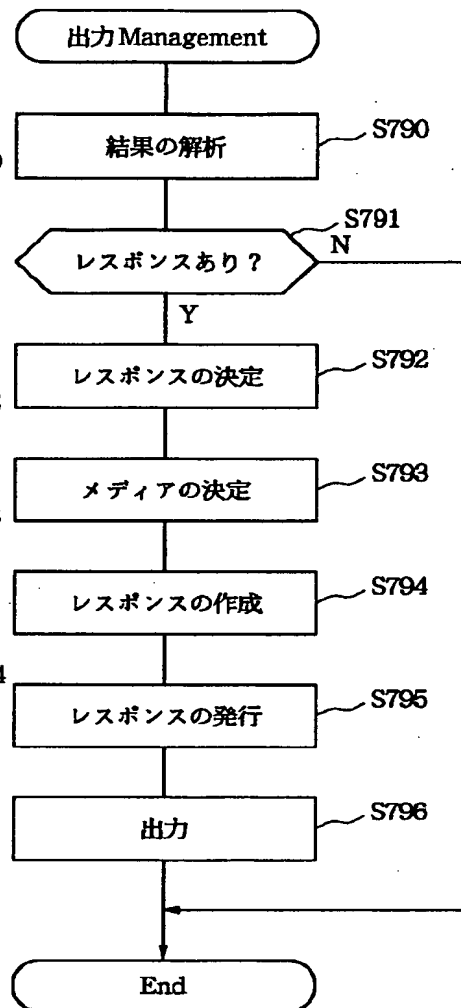 出力Management
結果の解析
S790
レスポンスあり？
S791
N
Y
レスポンスの決定
S792
メディアの決定
S793
レスポンスの作成
S794
4
レスポンスの発行
S795
出力
S796
End